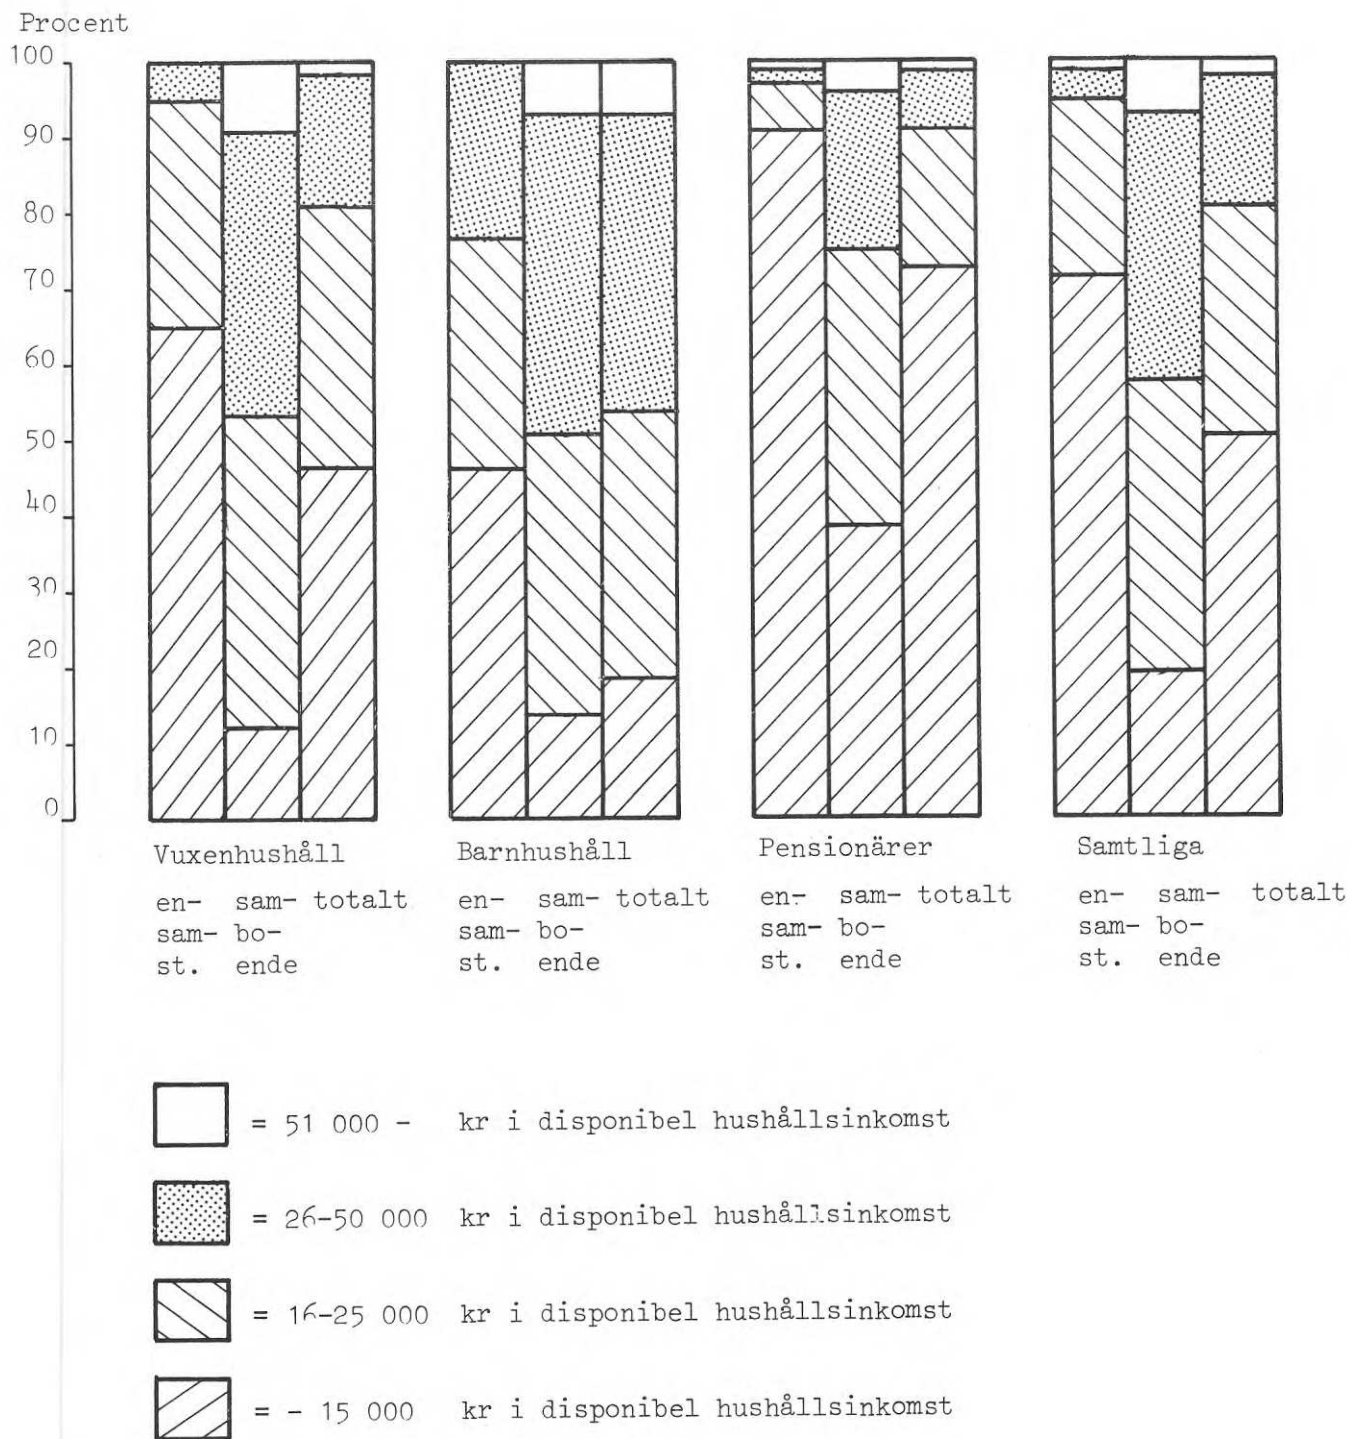 Procent
100
90
80
70
60
50
40
30
20
10
0
Vuxenhushåll Barnhushåll Pensionärer Samtliga
en- sam- totalt en- sam- totalt en- sam- totalt en- sam- totalt
sam- bo- sam- bo- sam- bo- sam- bo-
st. ende st. ende st. ende st. ende
= 51 000 - kr i disponibel hushållsinkomst
= 26-50 000 kr i disponibel hushållsinkomst
= 16-25 000 kr i disponibel hushållsinkomst
= - 15 000 kr i disponibel hushållsinkomst